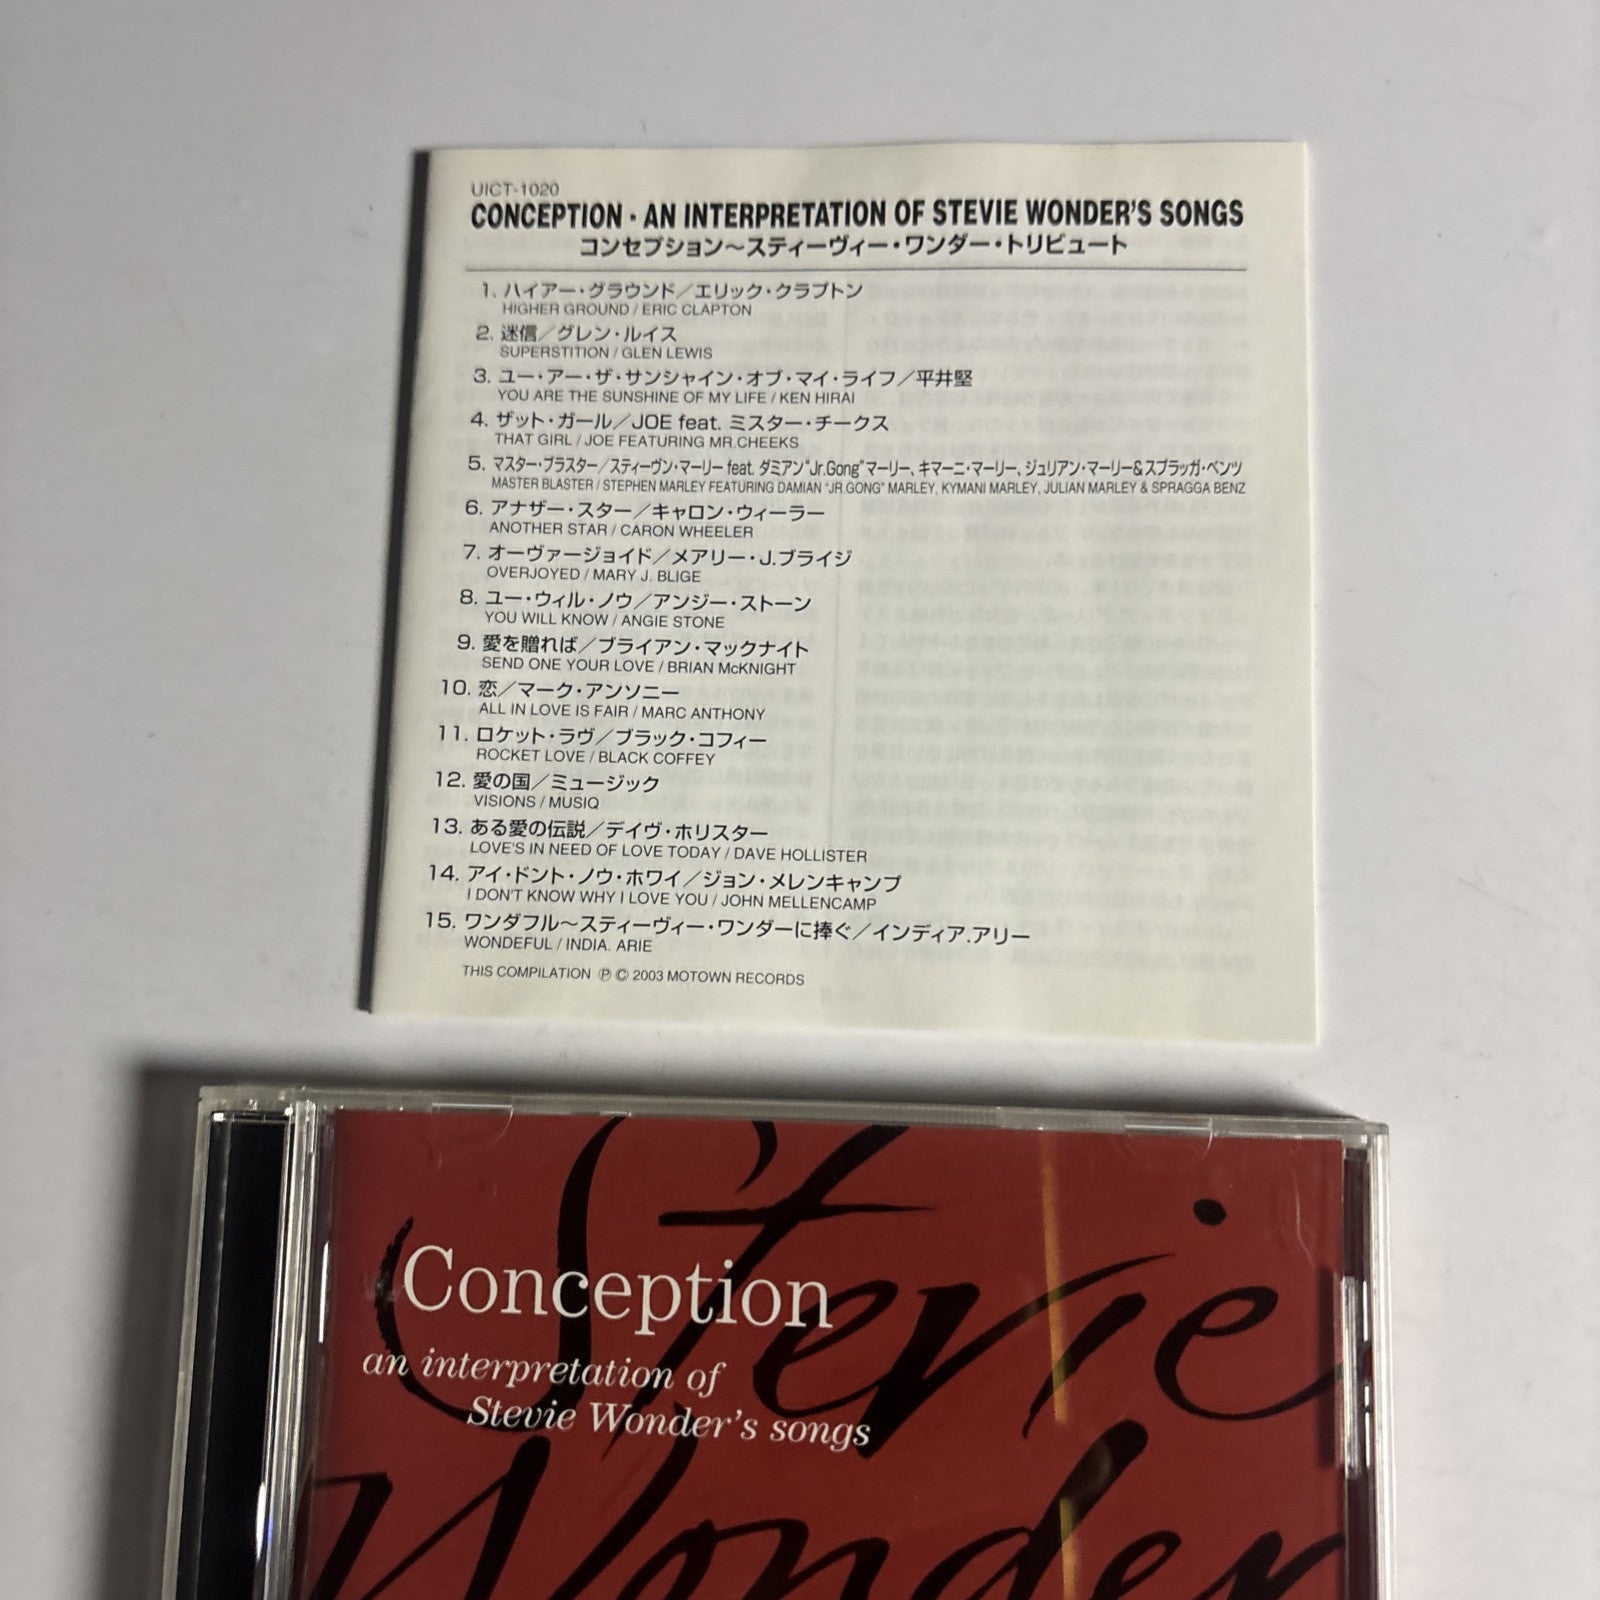 UICT-1020
CONCEPTION · AN INTERPRETATION OF STEVIE WONDER'S SONGS
コンセプション～スティーヴィー・ワンダー・トリビュート
1. ハイアー・グラウンド／エリック・クラプトン
HIGHER GROUND / ERIC CLAPTON
2. 迷信／グレン・ルイス
SUPERSTITION / GLEN LEWIS
3. ユー・アー・ザ・サンシャイン・オブ・マイ・ライフ／平井堅
YOU ARE THE SUNSHINE OF MY LIFE / KEN HIRAI
4. ザット・ガール／JOE feat. ミスター・チークス
THAT GIRL / JOE FEATURING MR.CHEEKS
5. マスター・ブラスター／スティーヴン・マーリー feat. ダミアン“Jr.Gong”マーリー、キマーニ・マーリー、ジュリアン・マーリー&スプラッガ・ベンツ
MASTER BLASTER / STEPHEN MARLEY FEATURING DAMIAN “JR.GONG” MARLEY, KYMANI MARLEY, JULIAN MARLEY & SPRAGGA BENZ
6. アナザー・スター／キャロン・ウィーラー
ANOTHER STAR / CARON WHEELER
7. オーヴァージョイド／メアリー・J.ブライジ
OVERJOYED / MARY J. BLIGE
8. ユー・ウィル・ノウ／アンジー・ストーン
YOU WILL KNOW / ANGIE STONE
9. 愛を贈れば／ブライアン・マックナイト
SEND ONE YOUR LOVE / BRIAN McKNIGHT
10. 恋／マーク・アンソニー
ALL IN LOVE IS FAIR / MARC ANTHONY
11. ロケット・ラヴ／ブラック・コフィー
ROCKET LOVE / BLACK COFFEY
12. 愛の国／ミュージック
VISIONS / MUSIQ
13. ある愛の伝説／デイヴ・ホリスター
LOVE'S IN NEED OF LOVE TODAY / DAVE HOLLISTER
14. アイ・ドント・ノウ・ホワイ／ジョン・メレンキャンプ
I DON'T KNOW WHY I LOVE YOU / JOHN MELLENCAMP
15. ワンダフル～スティーヴィー・ワンダーに捧ぐ／インディア.アリー
WONDEFUL / INDIA. ARIE
THIS COMPILATION ℗ © 2003 MOTOWN RECORDS
Stevie
Conception
an interpretation of
Stevie Wonder's songs
Wonder